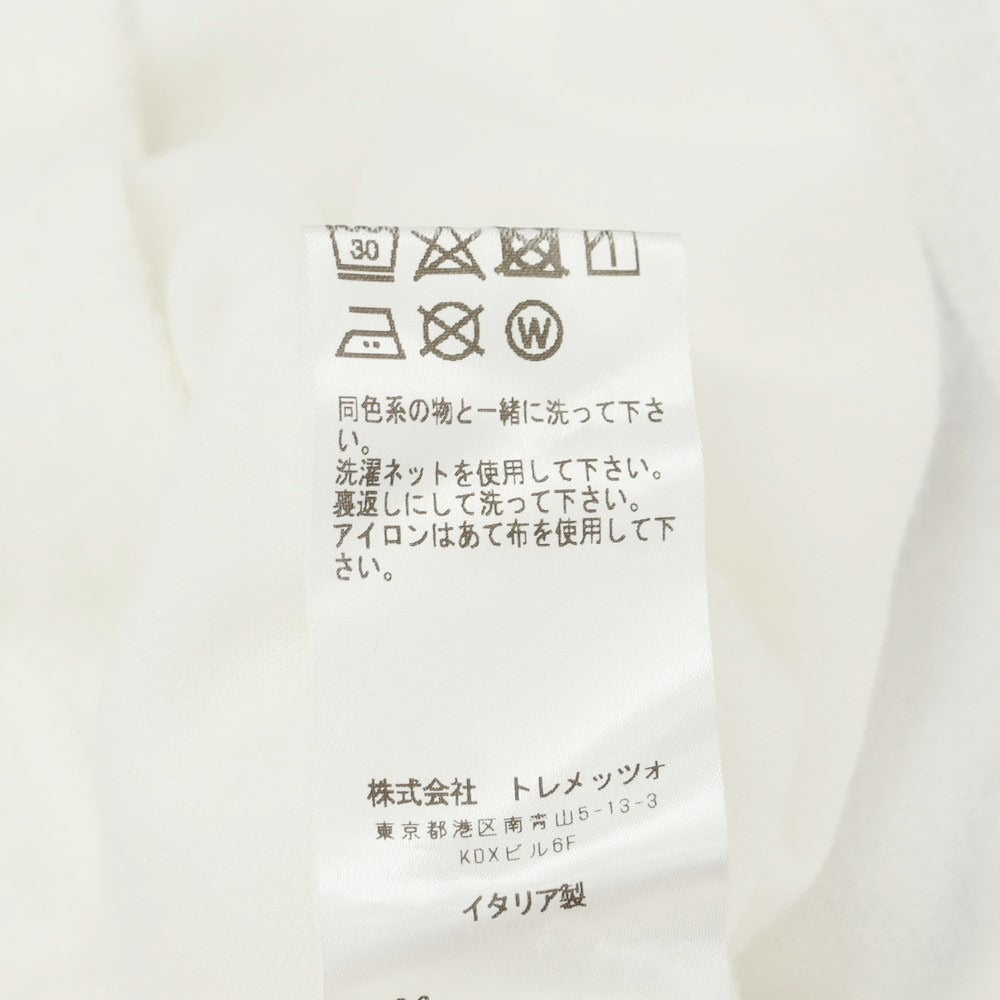 30
W
同色系の物と一緒に洗って下さ
い。
洗濯ネットを使用して下さい。
裏返しにして洗って下さい。
アイロンはあて布を使用して下
さい。
株式会社 トレメッツォ
東京都港区南青山5-13-3
KDXビル6F
イタリア製